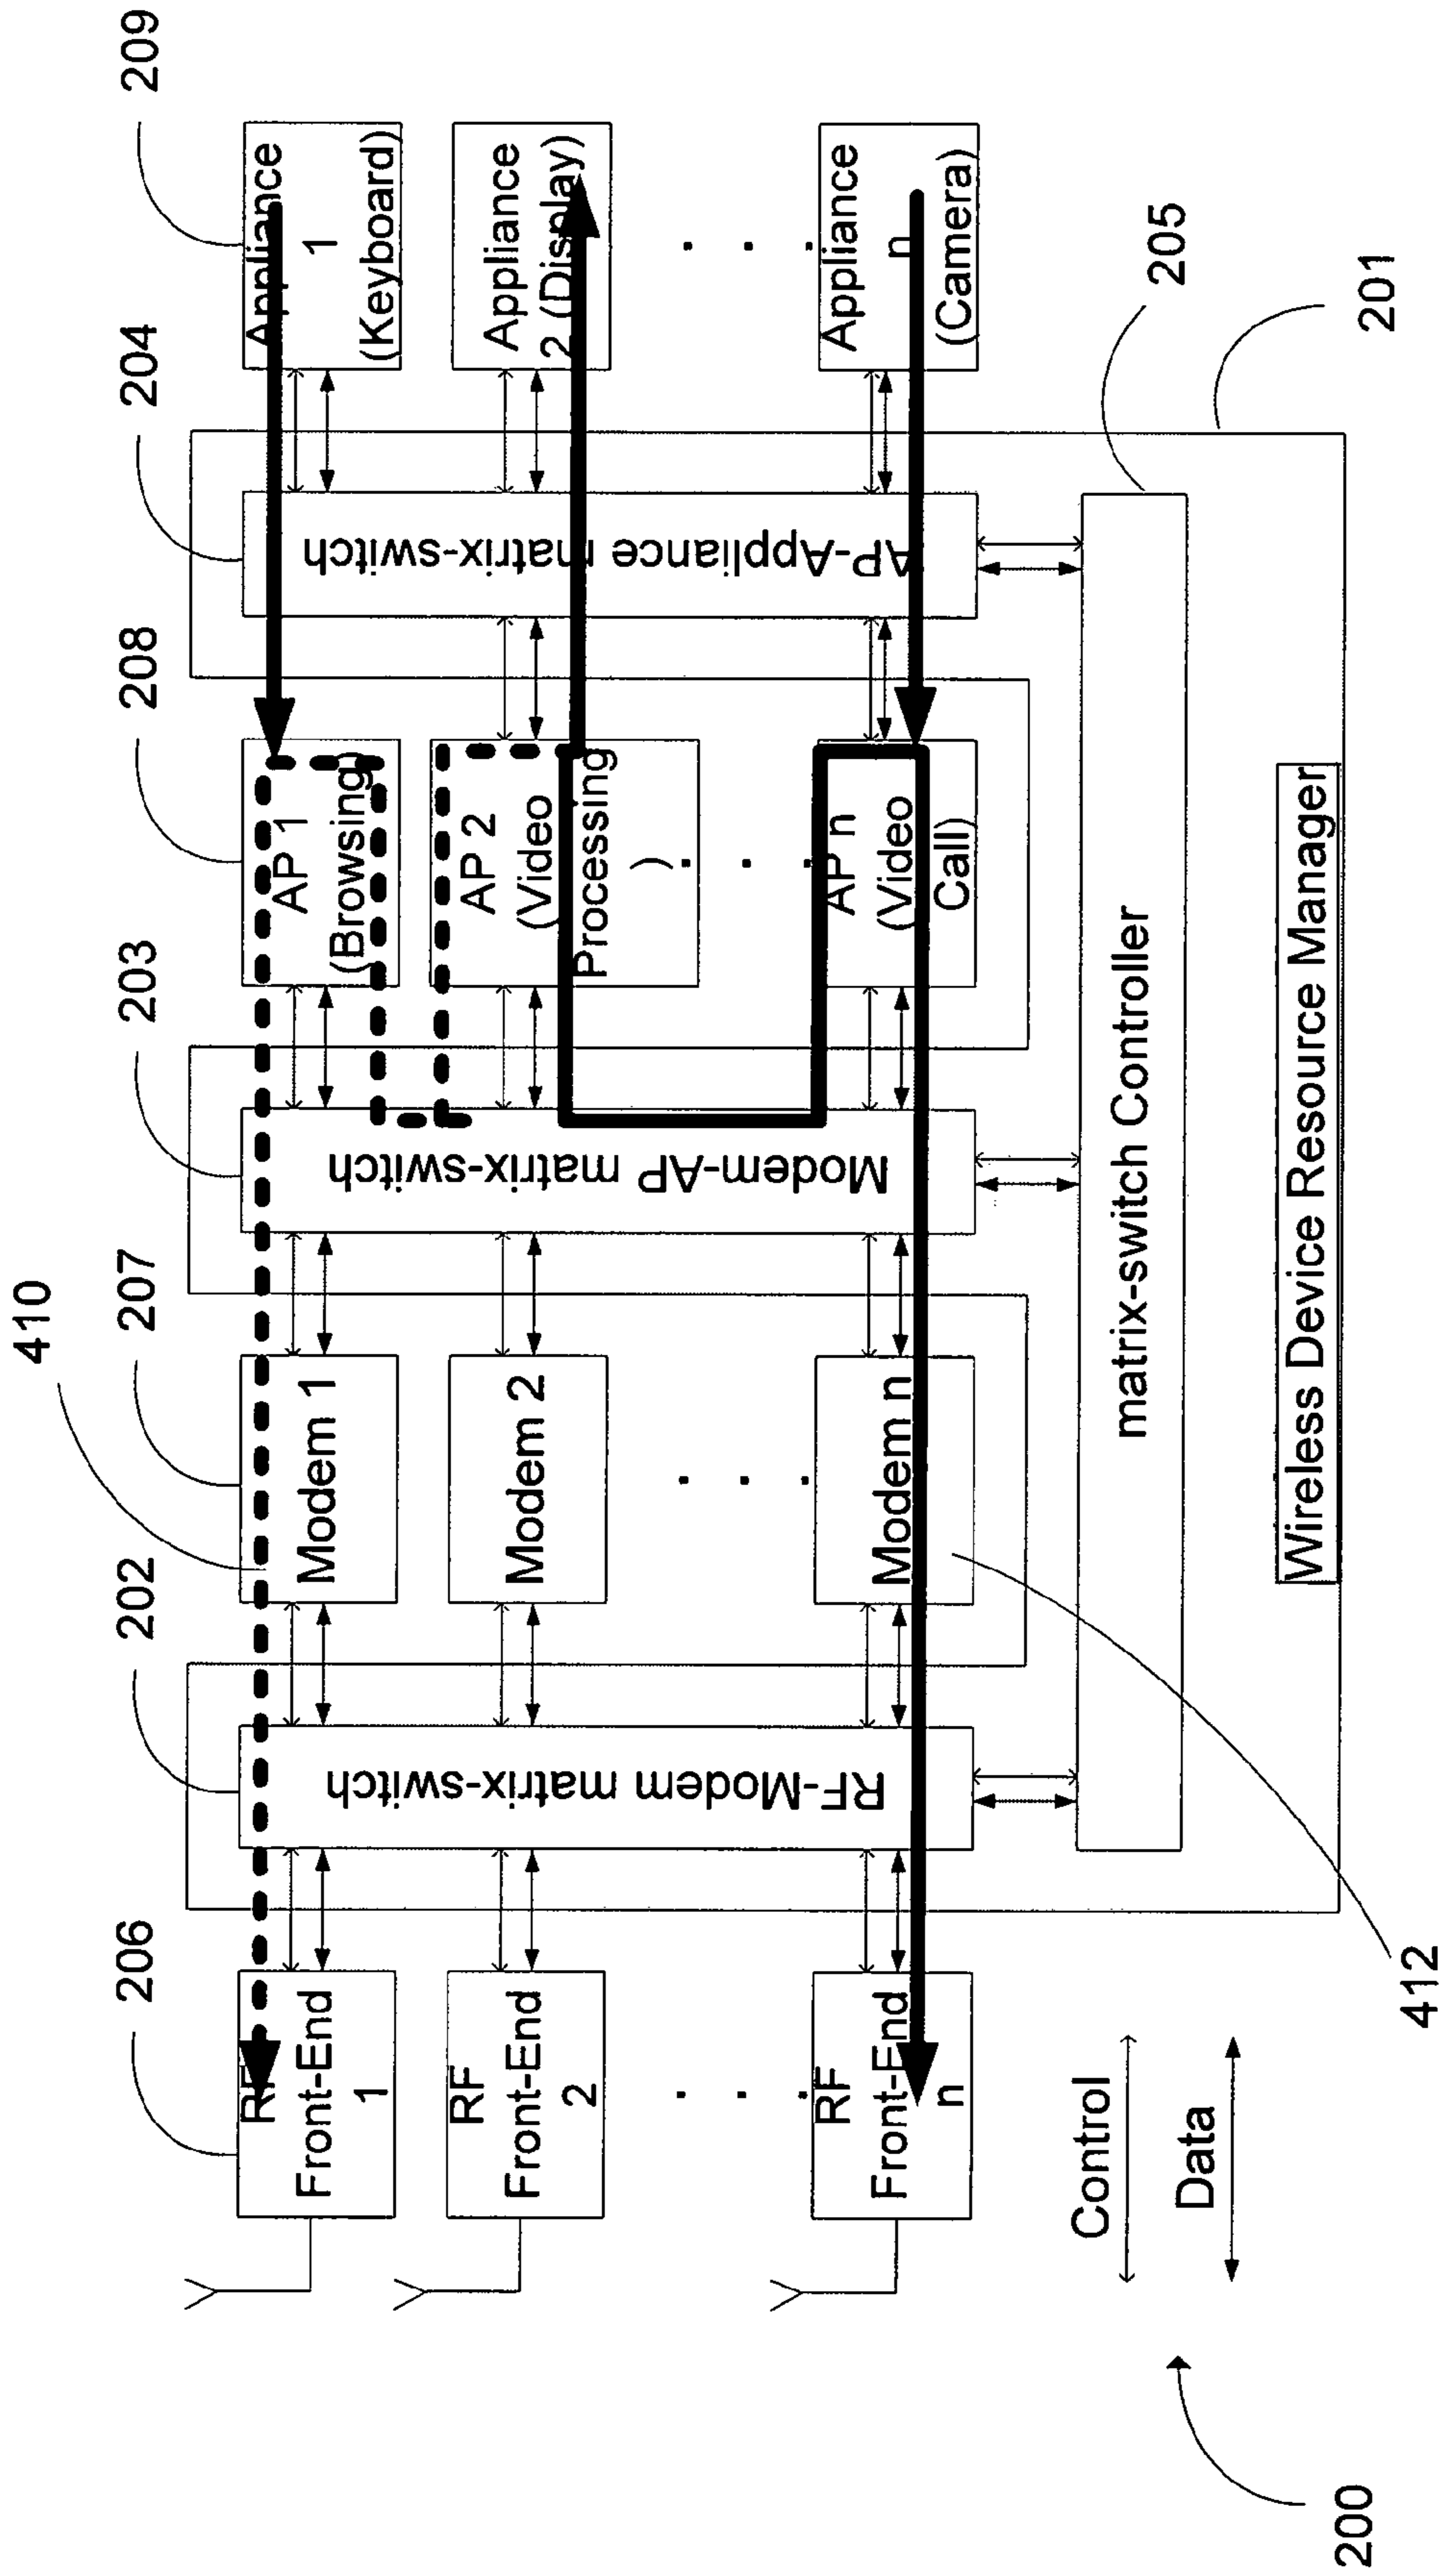 206
202
207
410
203
208
204
209
RF
Front-End
1
RF
Front-End
2
RF
Front-End
n
RF-Modem matrix-switch
Modem 1
Modem 2
Modem n
Modem-AP matrix-switch
AP 1
(Browsing)
AP 2
(Video
Processing
)
AP n
(Video
Call)
AP-Appliance matrix-switch
Appliance
1
(Keyboard)
Appliance
2 (Display)
Appliance
n
(Camera)
matrix-switch Controller
205
Wireless Device Resource Manager
201
Control
Data
412
200